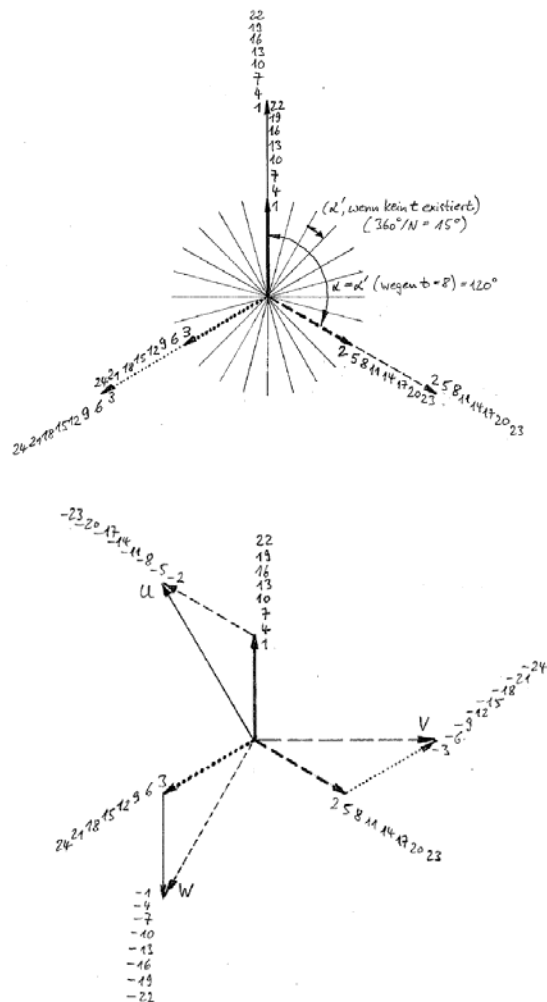 22
19
16
13
10
7
4
1
22
19
16
13
10
7
4
1
(α', wenn kein t existiert)
(360°/N = 15°)
α = α' (wegen t = 8) = 120°
24 21 18 15 12 9 6 3
24 21 18 15 12 9 6 3
2 5 8 11 14 17 20 23
2 5 8 11 14 17 20 23
-23 -20 -17 -14 -11 -8 -5 -2
U
22
19
16
13
10
7
4
1
V
-3 -6 -9 -12 -15 -18 -21 -24
24 21 18 15 12 9 6 3
2 5 8 11 14 17 20 23
W
-1
-4
-7
-10
-13
-16
-19
-22